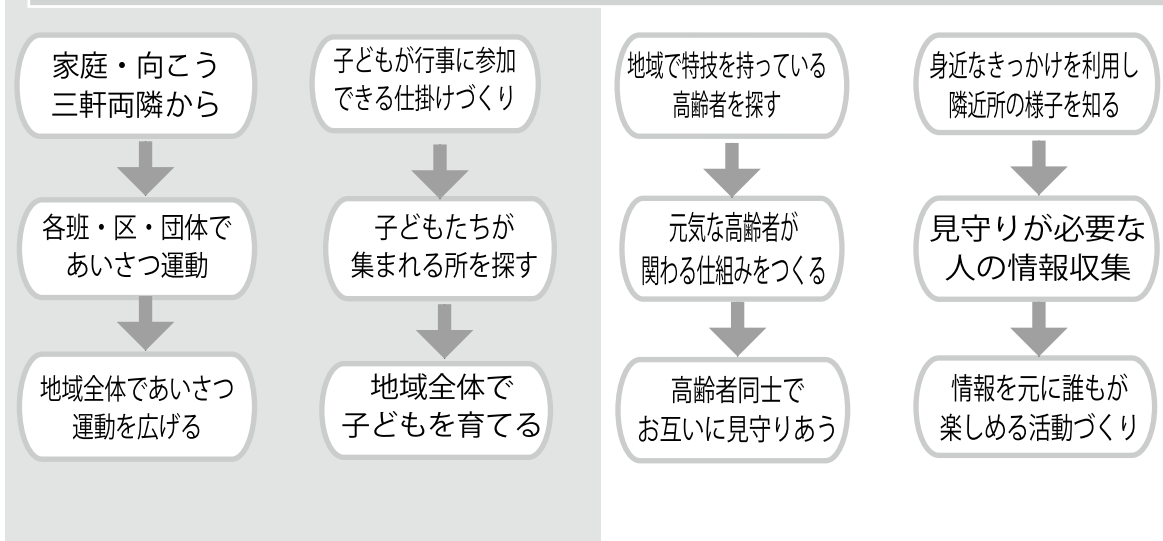 家庭・向こう
三軒両隣から
各班・区・団体で
あいさつ運動
地域全体であいさつ
運動を広げる
子どもが行事に参加
できる仕掛けづくり
子どもたちが
集まれる所を探す
地域全体で
子どもを育てる
地域で特技を持っている
高齢者を探す
元気な高齢者が
関わる仕組みをつくる
高齢者同士で
お互いに見守りあう
身近なきっかけを利用し
隣近所の様子を知る
見守りが必要な
人の情報収集
情報を元に誰もが
楽しめる活動づくり